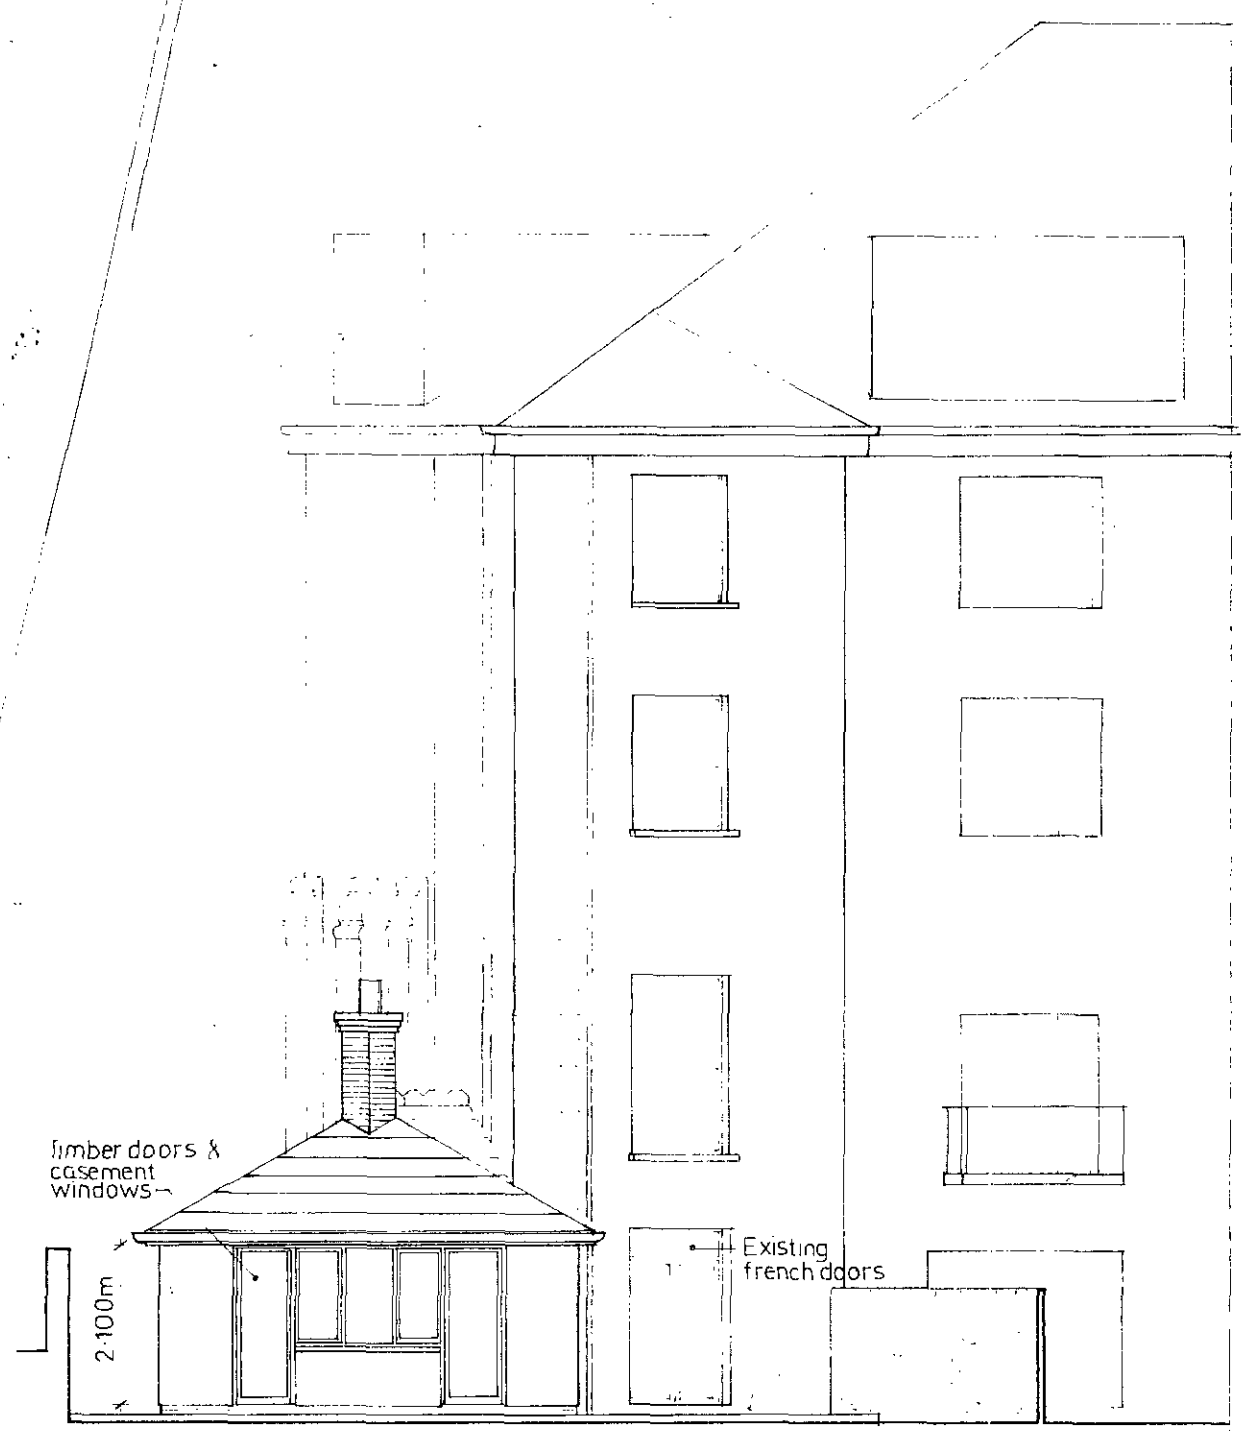 Timber doors &
casement
windows
2·100m
Existing
french doors